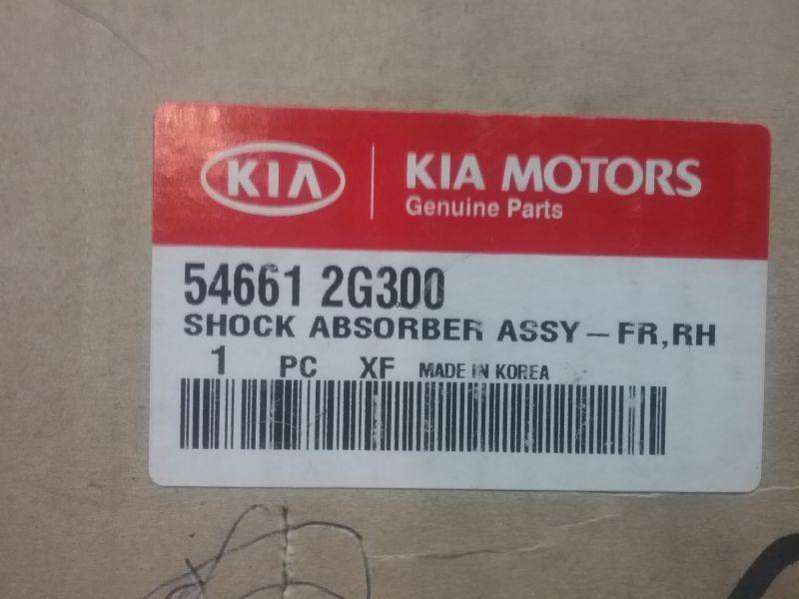 KIA KIA MOTORS
Genuine Parts
54661 2G300
SHOCK ABSORBER ASSY – FR,RH
1 PC XF MADE IN KOREA